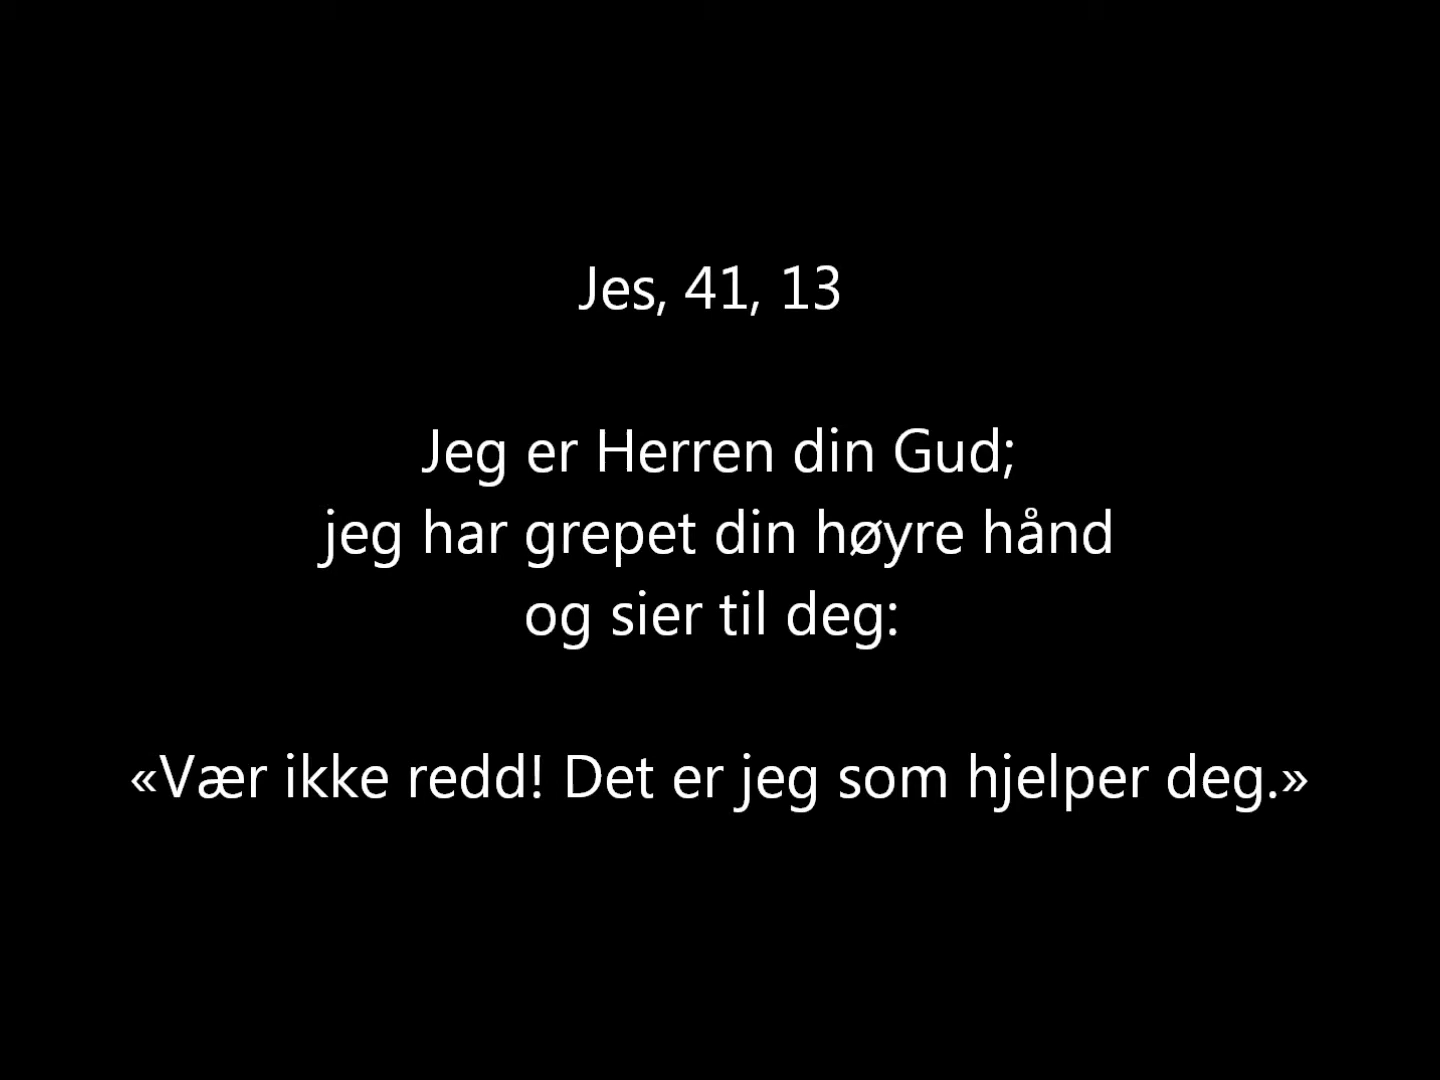 Jes, 41, 13
Jeg er Herren din Gud;
jeg har grepet din høyre hånd
og sier til deg:
«Vær ikke redd! Det er jeg som hjelper deg.»